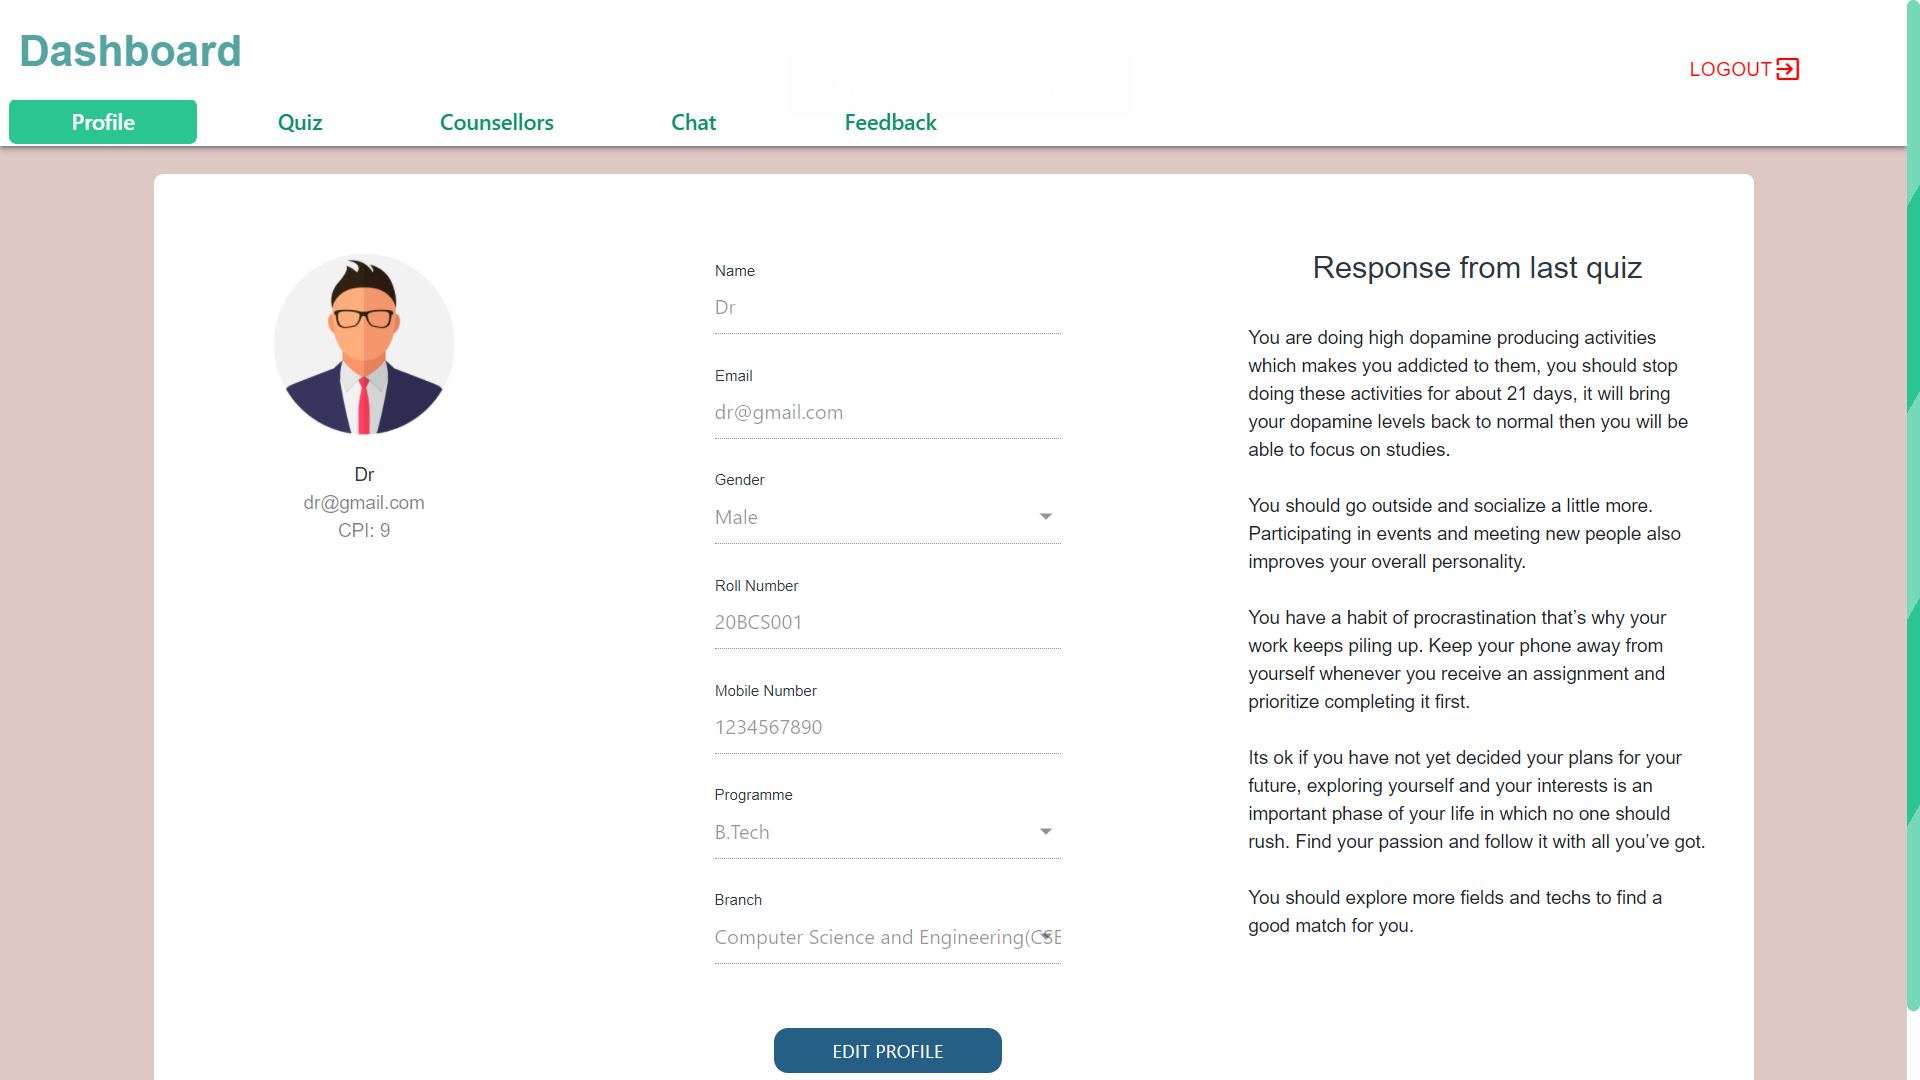 Dashboard
LOGOUT
Profile
Quiz
Counsellors
Chat
Feedback
Dr
dr@gmail.com
CPI: 9
Name
Dr
Email
dr@gmail.com
Gender
Male
Roll Number
20BCS001
Mobile Number
1234567890
Programme
B.Tech
Branch
Computer Science and Engineering(CSE
EDIT PROFILE
Response from last quiz
You are doing high dopamine producing activities
which makes you addicted to them, you should stop
doing these activities for about 21 days, it will bring
your dopamine levels back to normal then you will be
able to focus on studies.
You should go outside and socialize a little more.
Participating in events and meeting new people also
improves your overall personality.
You have a habit of procrastination that’s why your
work keeps piling up. Keep your phone away from
yourself whenever you receive an assignment and
prioritize completing it first.
Its ok if you have not yet decided your plans for your
future, exploring yourself and your interests is an
important phase of your life in which no one should
rush. Find your passion and follow it with all you’ve got.
You should explore more fields and techs to find a
good match for you.